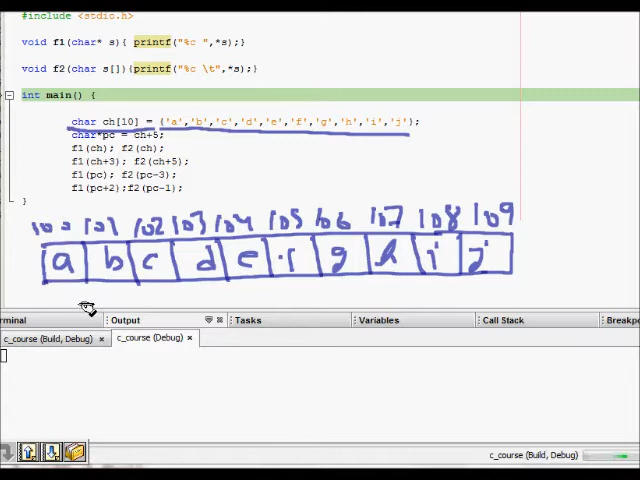 #include <stdio.h>
void f1(char* s){ printf("%c ",*s);}
void f2(char s[]){printf("%c \t",*s);}
int main() {
char ch[10] = {'a','b','c','d','e','f','g','h','i','j'};
char*pc = ch+5;
f1(ch); f2(ch);
f1(ch+3); f2(ch+5);
f1(pc); f2(pc-3);
f1(pc+2);f2(pc-1);
}
100 101 102 103 104 105 106 107 108 109
a b c d e f g h i j
rminal Output Tasks Variables Call Stack Breakpo
c_course (Build, Debug) c_course (Debug)
c_course (Build, Debug)